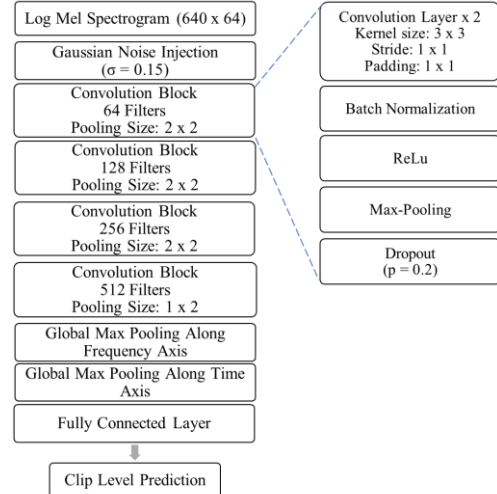 Log Mel Spectrogram (640 x 64)
Gaussian Noise Injection
(σ = 0.15)
Convolution Block
64 Filters
Pooling Size: 2 x 2
Convolution Block
128 Filters
Pooling Size: 2 x 2
Convolution Block
256 Filters
Pooling Size: 2 x 2
Convolution Block
512 Filters
Pooling Size: 1 x 2
Global Max Pooling Along
Frequency Axis
Global Max Pooling Along Time
Axis
Fully Connected Layer
Clip Level Prediction
Convolution Layer x 2
Kernel size: 3 x 3
Stride: 1 x 1
Padding: 1 x 1
Batch Normalization
ReLu
Max-Pooling
Dropout
(p = 0.2)